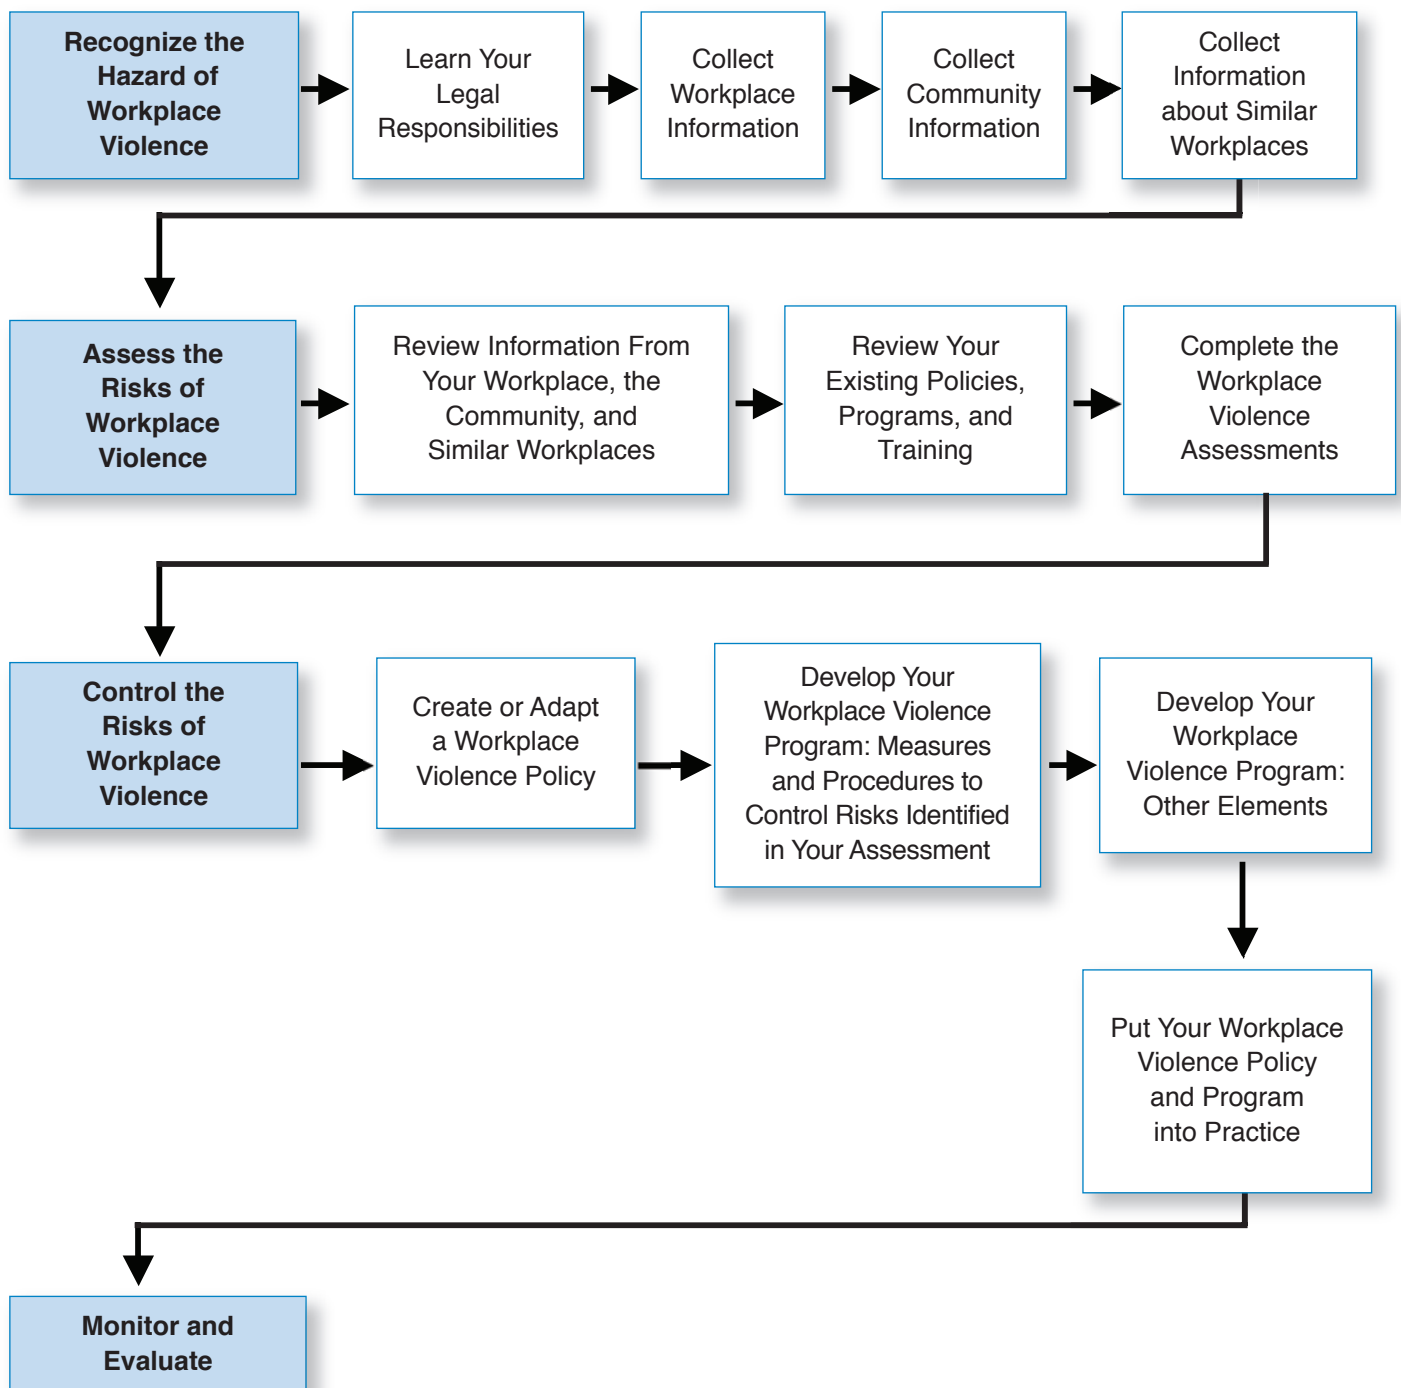 Recognize the
Hazard of
Workplace
Violence
Learn Your
Legal
Responsibilities
Collect
Workplace
Information
Collect
Community
Information
Collect
Information
about Similar
Workplaces
Assess the
Risks of
Workplace
Violence
Review Information From
Your Workplace, the
Community, and
Similar Workplaces
Review Your
Existing Policies,
Programs, and
Training
Complete the
Workplace
Violence
Assessments
Control the
Risks of
Workplace
Violence
Create or Adapt
a Workplace
Violence Policy
Develop Your
Workplace Violence
Program: Measures
and Procedures to
Control Risks Identified
in Your Assessment
Develop Your
Workplace
Violence Program:
Other Elements
Put Your Workplace
Violence Policy
and Program
into Practice
Monitor and
Evaluate